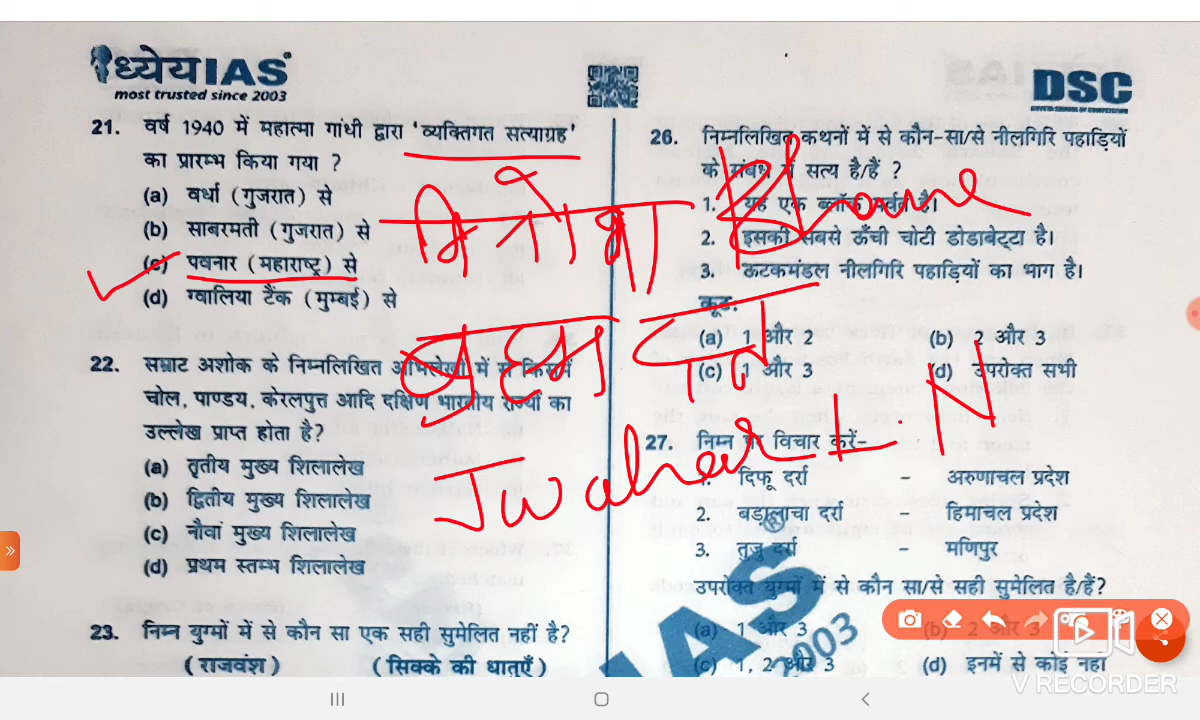 ध्येयIAS
most trusted since 2003
DSC
21. वर्ष 1940 में महात्मा गांधी द्वारा 'व्यक्तिगत सत्याग्रह'
का प्रारम्भ किया गया ?
(a) वर्धा (गुजरात) से
(b) साबरमती (गुजरात) से
(c) पवनार (महाराष्ट्र) से
(d) ग्वालिया टैंक (मुम्बई) से
22. सम्राट अशोक के निम्नलिखित अभिलेखों में से किसमें
चोल, पाण्डय, केरलपुत्त आदि दक्षिण भारतीय राज्यों का
उल्लेख प्राप्त होता है?
(a) तृतीय मुख्य शिलालेख
(b) द्वितीय मुख्य शिलालेख
(c) नौवां मुख्य शिलालेख
(d) प्रथम स्तम्भ शिलालेख
23. निम्न युग्मों में से कौन सा एक सही सुमेलित नहीं है?
(राजवंश) (सिक्के की धातुएँ)
26. निम्नलिखित कथनों में से कौन-सा/से नीलगिरि पहाड़ियों
के संबंध में सत्य है/हैं ?
1. यह एक ब्लॉक पर्वत है।
2. इसकी सबसे ऊँची चोटी डोडाबेट्टा है।
3. ऊटकमंडल नीलगिरि पहाड़ियों का भाग है।
कूट:
(a) 1 और 2 (b) 2 और 3
(c) 1 और 3 (d) उपरोक्त सभी
27. निम्न पर विचार करें-
1. दिफू दर्रा - अरुणाचल प्रदेश
2. बड़ालाचा दर्रा - हिमाचल प्रदेश
3. तुजु दर्रा - मणिपुर
उपरोक्त युग्मों में से कौन सा/से सही सुमेलित है/हैं?
(a) 1 और 3 (b) 2 और 3
(c) 1, 2 और 3 (d) इनमें से कोई नहीं
Jwahar L. N
IAS
2003
V RECORDER